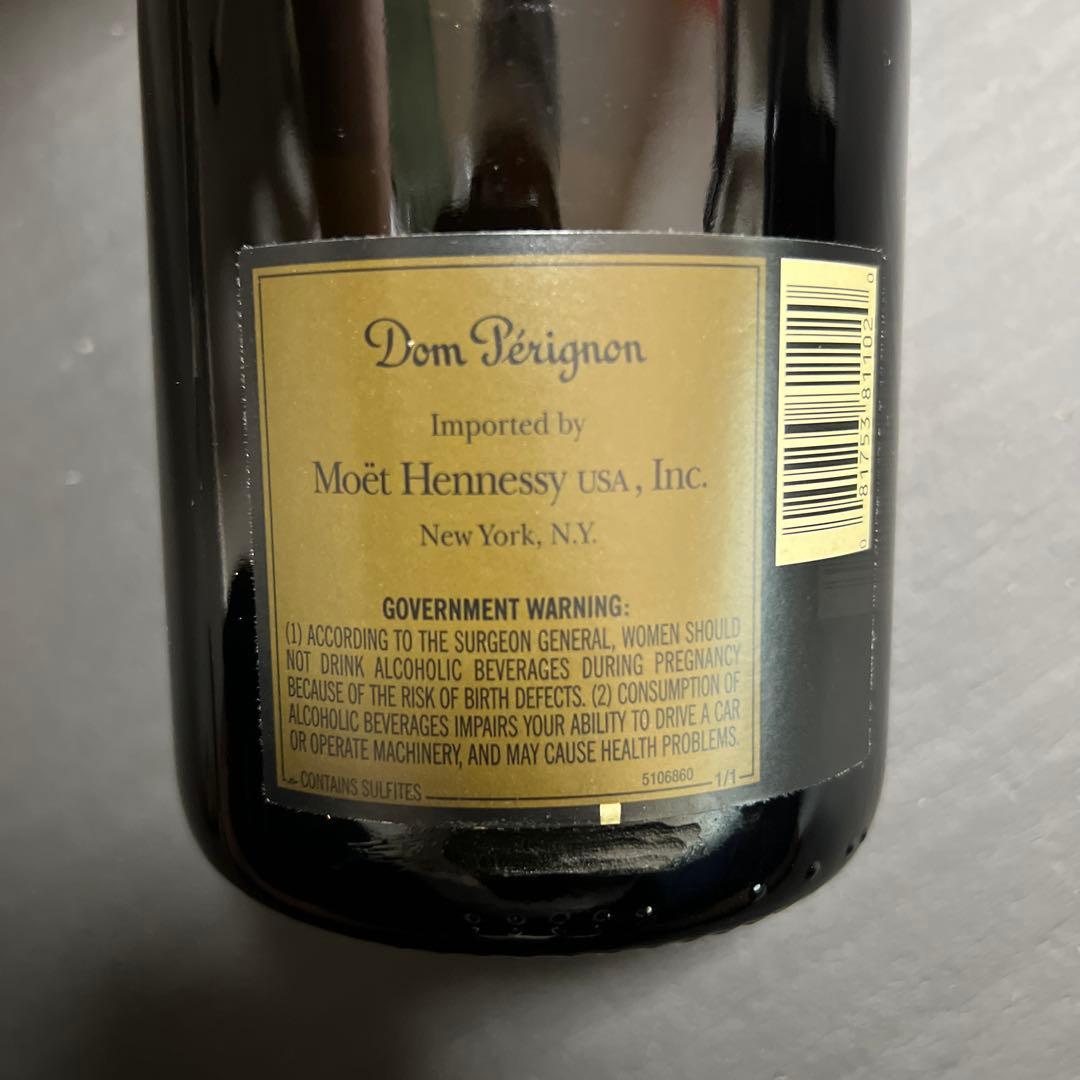 Dom Pérignon
Imported by
Moët Hennessy USA, Inc.
New York, N.Y.
GOVERNMENT WARNING:
(1) ACCORDING TO THE SURGEON GENERAL, WOMEN SHOULD
NOT DRINK ALCOHOLIC BEVERAGES DURING PREGNANCY
BECAUSE OF THE RISK OF BIRTH DEFECTS. (2) CONSUMPTION OF
ALCOHOLIC BEVERAGES IMPAIRS YOUR ABILITY TO DRIVE A CAR
OR OPERATE MACHINERY, AND MAY CAUSE HEALTH PROBLEMS.
CONTAINS SULFITES
5106860 1/1
0 81753 81102 0